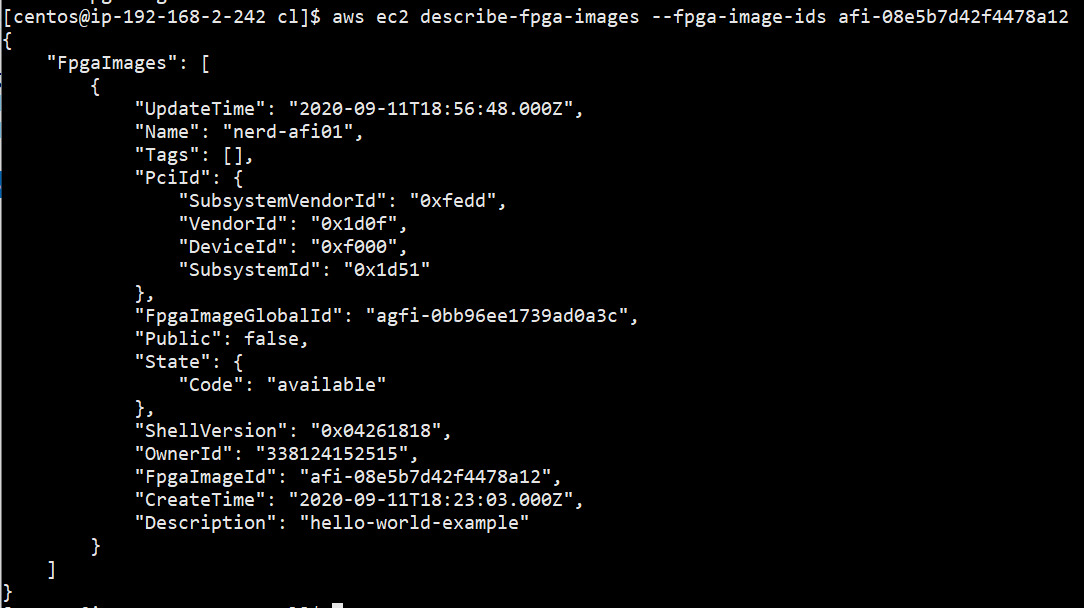 [centos@ip-192-168-2-242 cl]$ aws ec2 describe-fpga-images --fpga-image-ids afi-08e5b7d42f4478a12
{
    "FpgaImages": [
        {
            "UpdateTime": "2020-09-11T18:56:48.000Z",
            "Name": "nerd-afi01",
            "Tags": [],
            "PciId": {
                "SubsystemVendorId": "0xfedd",
                "VendorId": "0x1d0f",
                "DeviceId": "0xf000",
                "SubsystemId": "0x1d51"
            },
            "FpgaImageGlobalId": "agfi-0bb96ee1739ad0a3c",
            "Public": false,
            "State": {
                "Code": "available"
            },
            "ShellVersion": "0x04261818",
            "OwnerId": "338124152515",
            "FpgaImageId": "afi-08e5b7d42f4478a12",
            "CreateTime": "2020-09-11T18:23:03.000Z",
            "Description": "hello-world-example"
        }
    ]
}